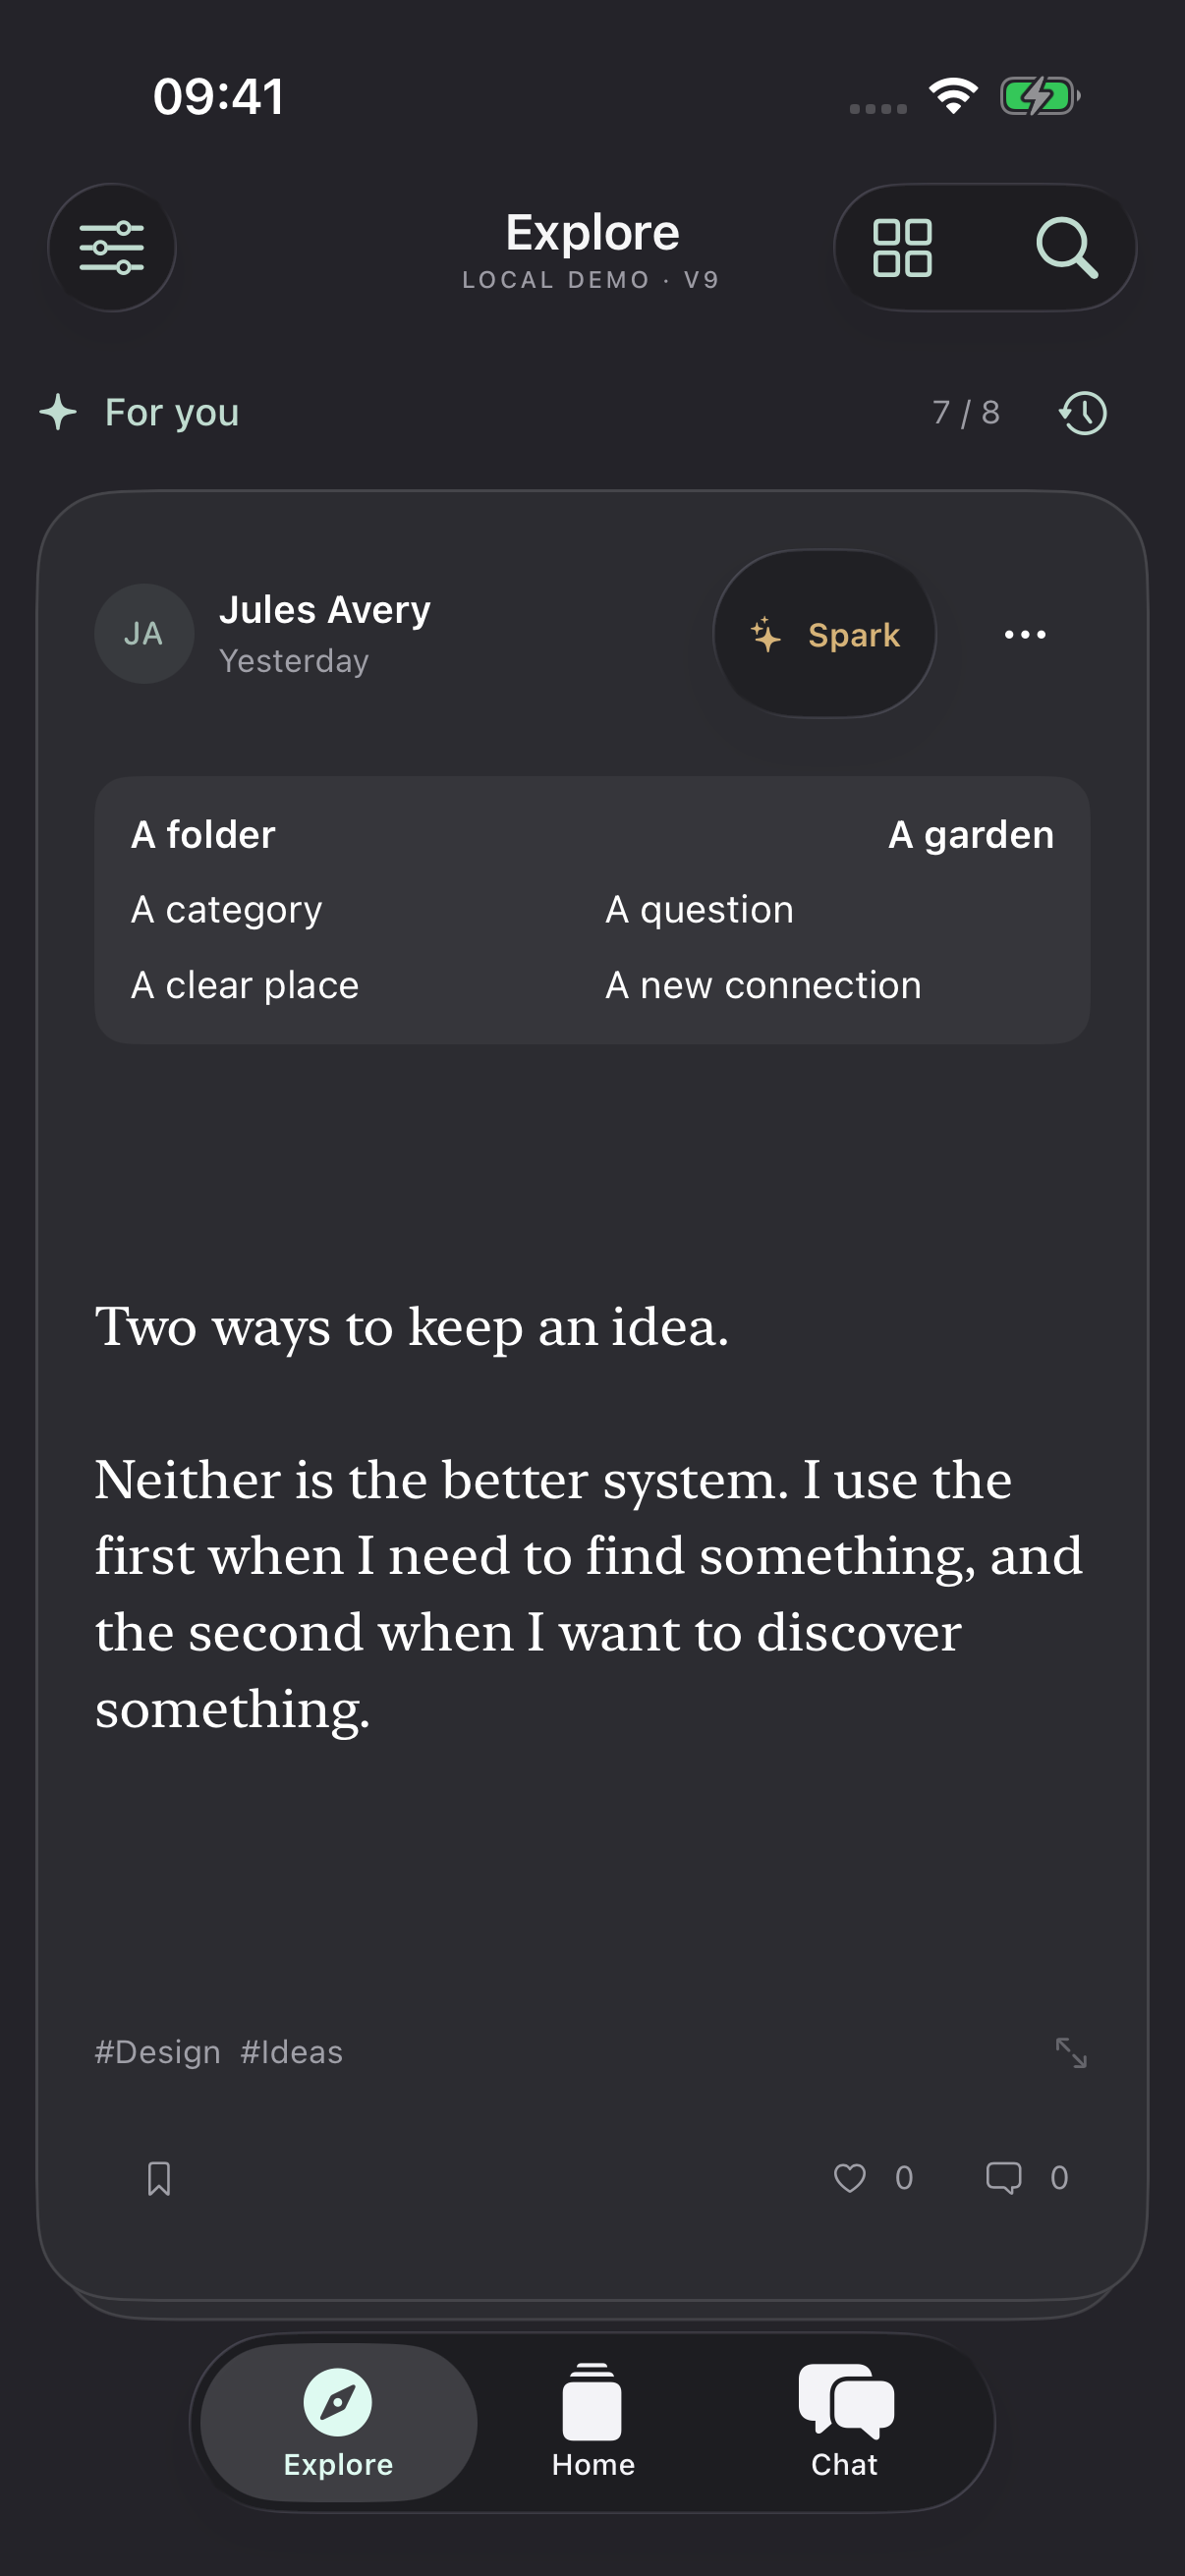 09:41
Explore
LOCAL DEMO · V9
For you
7 / 8
JA
Jules Avery
Yesterday
Spark
A folder A garden
A category A question
A clear place A new connection
Two ways to keep an idea.
Neither is the better system. I use the
first when I need to find something, and
the second when I want to discover
something.
#Design #Ideas
0 0
Explore Home Chat